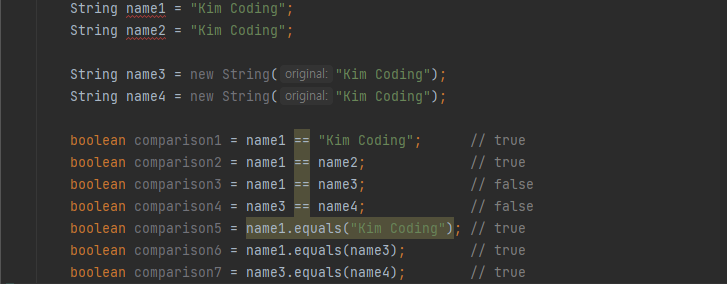 String name1 = "Kim Coding";
String name2 = "Kim Coding";
String name3 = new String( original: "Kim Coding");
String name4 = new String( original: "Kim Coding");
boolean comparison1 = name1 == "Kim Coding"; // true
boolean comparison2 = name1 == name2; // true
boolean comparison3 = name1 == name3; // false
boolean comparison4 = name3 == name4; // false
boolean comparison5 = name1.equals("Kim Coding"); // true
boolean comparison6 = name1.equals(name3); // true
boolean comparison7 = name3.equals(name4); // true